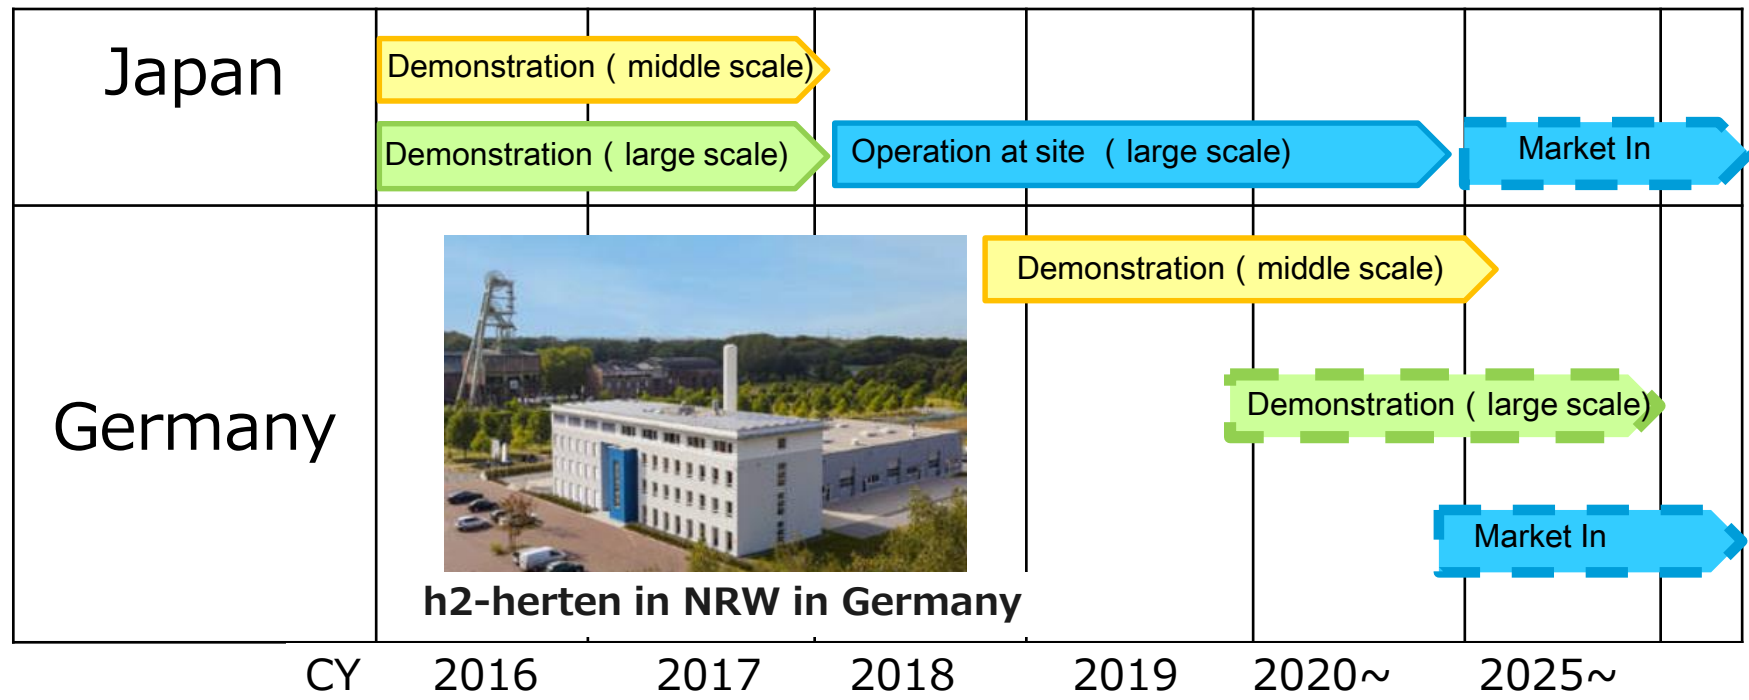 Japan
Demonstration ( middle scale)
Demonstration ( large scale)
Operation at site ( large scale)
Market In
Germany
Demonstration ( middle scale)
Demonstration ( large scale)
Market In
h2-herten in NRW in Germany
CY 2016 2017 2018 2019 2020~ 2025~